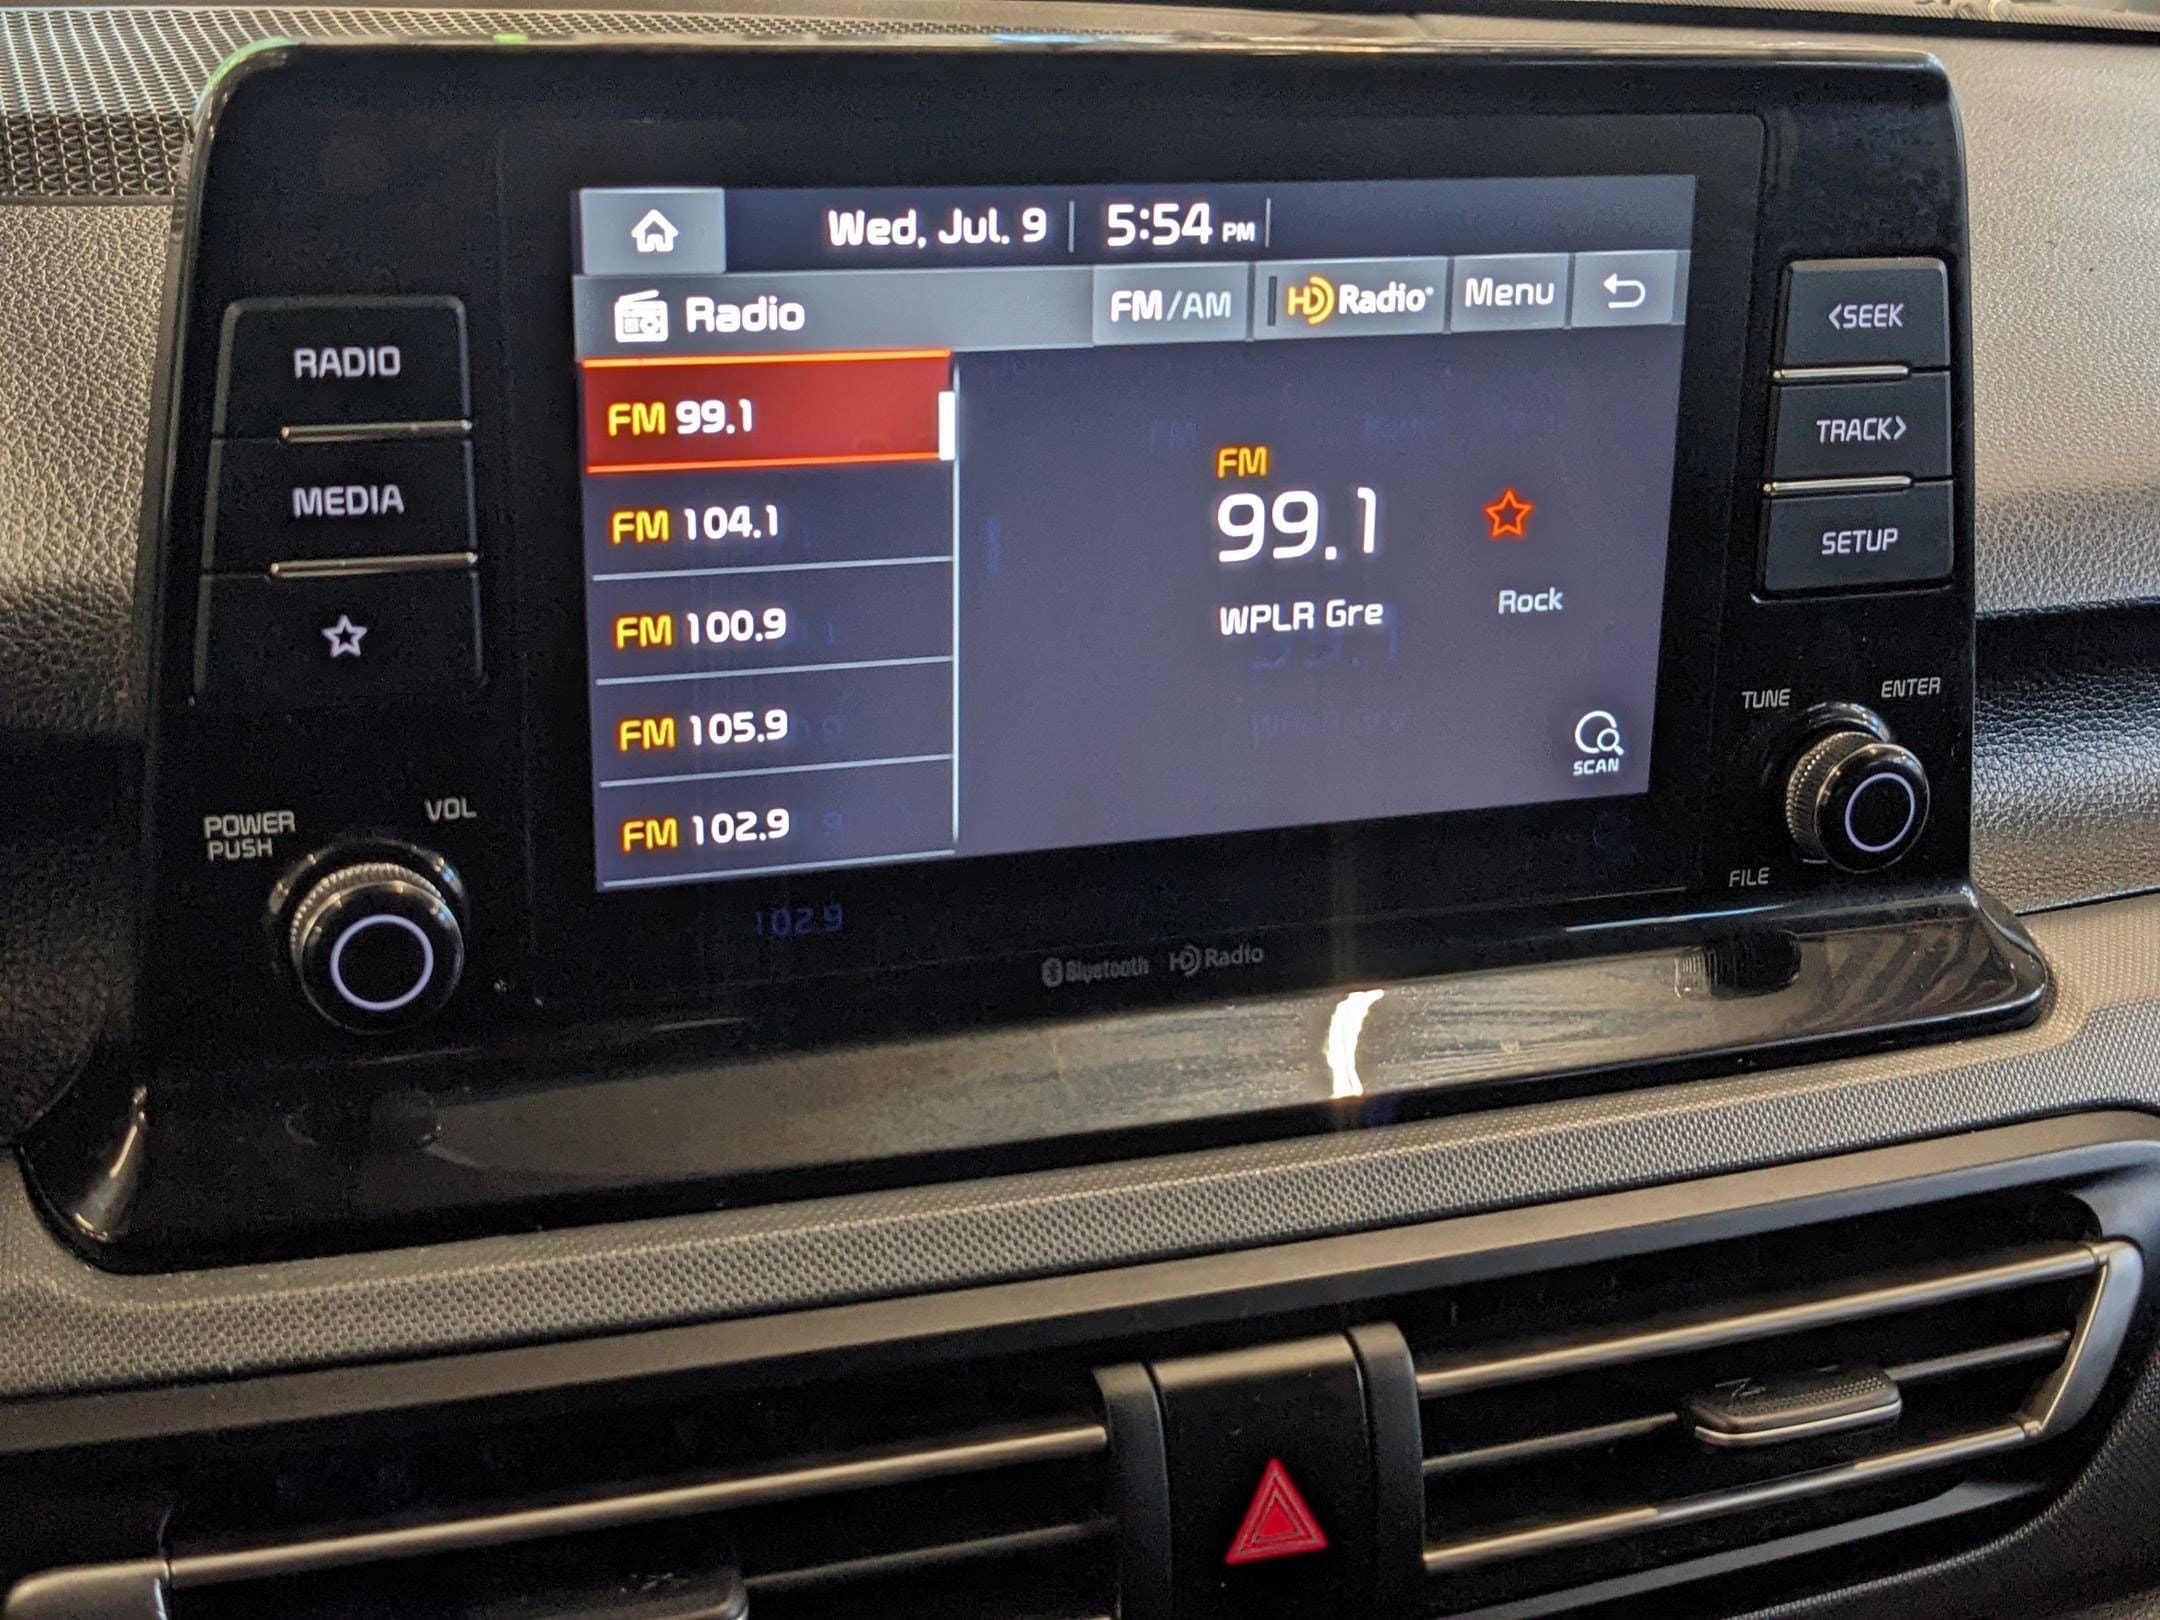 Wed, Jul. 9 5:54 PM
Radio FM/AM HD Radio Menu
FM 99.1
FM 104.1
FM 100.9
FM 105.9
FM 102.9
FM
99.1
WPLR Gre
Rock
SCAN
RADIO
MEDIA
POWER
PUSH
VOL
<SEEK
TRACK>
SETUP
TUNE
ENTER
FILE
Bluetooth HD Radio